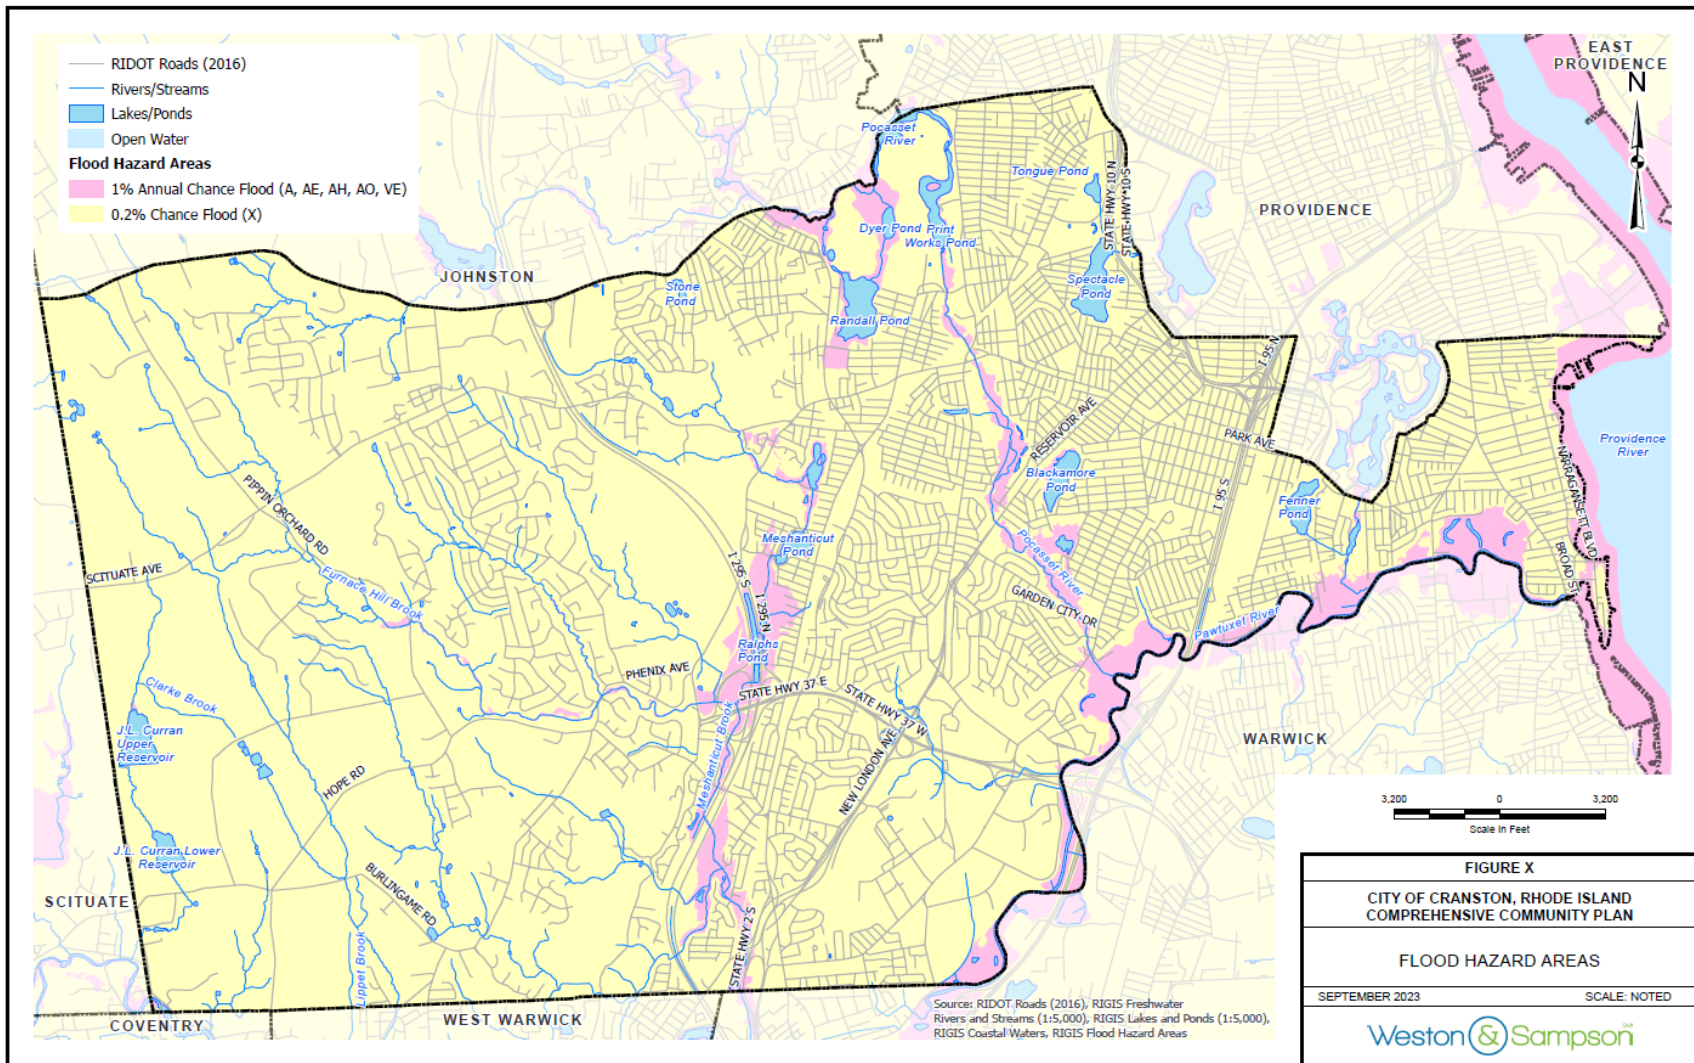 RIDOT Roads (2016)
Rivers/Streams
Lakes/Ponds
Open Water
Flood Hazard Areas
1% Annual Chance Flood (A, AE, AH, AO, VE)
0.2% Chance Flood (X)
EAST
PROVIDENCE
N
Pocasset
River
Tongue Pond
STATE HWY 10 N
STATE HWY 10 S
PROVIDENCE
Dyer Pond
Print
Works Pond
JOHNSTON
Stone
Pond
Spectacle
Pond
Randall Pond
I 95 N
RESERVOIR AVE
PARK AVE
Providence
River
NARRAGANSETT BLVD
PIPPIN ORCHARD RD
Blackamore
Pond
I 95 S
Fenner
Pond
Meshanticut
Pond
Pocasset River
BROAD ST
SCITUATE AVE
Furnace Hill Brook
I 295 S
I 295 N
GARDEN CITY DR
Pawtuxet River
Ralphs
Pond
PHENIX AVE
STATE HWY 37 E
STATE HWY 37 W
Clarke Brook
J.L. Curran
Upper
Reservoir
Meshanticut Brook
NEW LONDON AVE
WARWICK
HOPE RD
J.L. Curran Lower
Reservoir
BURLINGAME RD
SCITUATE
Lippet Brook
STATE HWY 2 S
COVENTRY
WEST WARWICK
3,200
0
3,200
Scale In Feet
Source: RIDOT Roads (2016), RIGIS Freshwater
Rivers and Streams (1:5,000), RIGIS Lakes and Ponds (1:5,000),
RIGIS Coastal Waters, RIGIS Flood Hazard Areas
FIGURE X
CITY OF CRANSTON, RHODE ISLAND
COMPREHENSIVE COMMUNITY PLAN
FLOOD HAZARD AREAS
SEPTEMBER 2023
SCALE: NOTED
Weston & Sampson